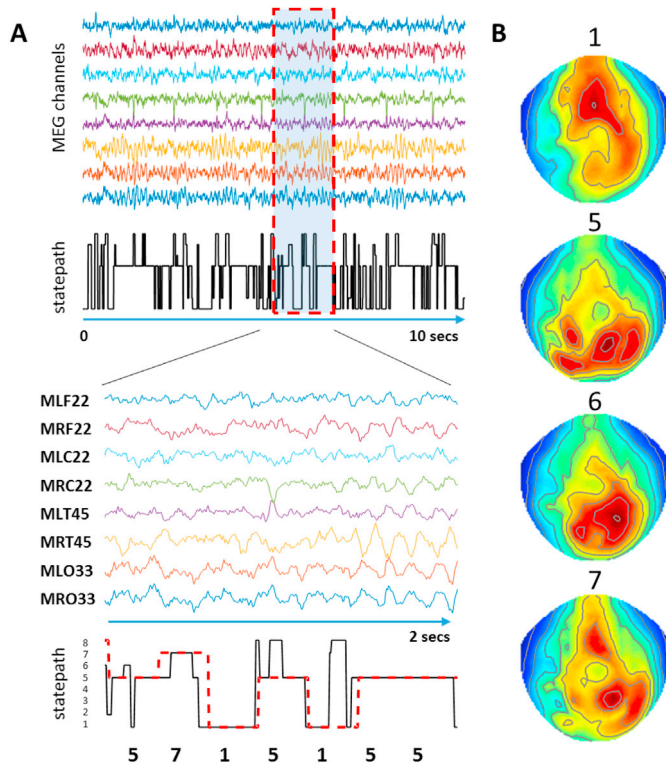 A
MEG channels
statepath
0 10 secs
MLF22
MRF22
MLC22
MRC22
MLT45
MRT45
MLO33
MRO33
2 secs
statepath
8
7
6
5
4
3
2
1
5 7 1 5 1 5 5
B
1
5
6
7